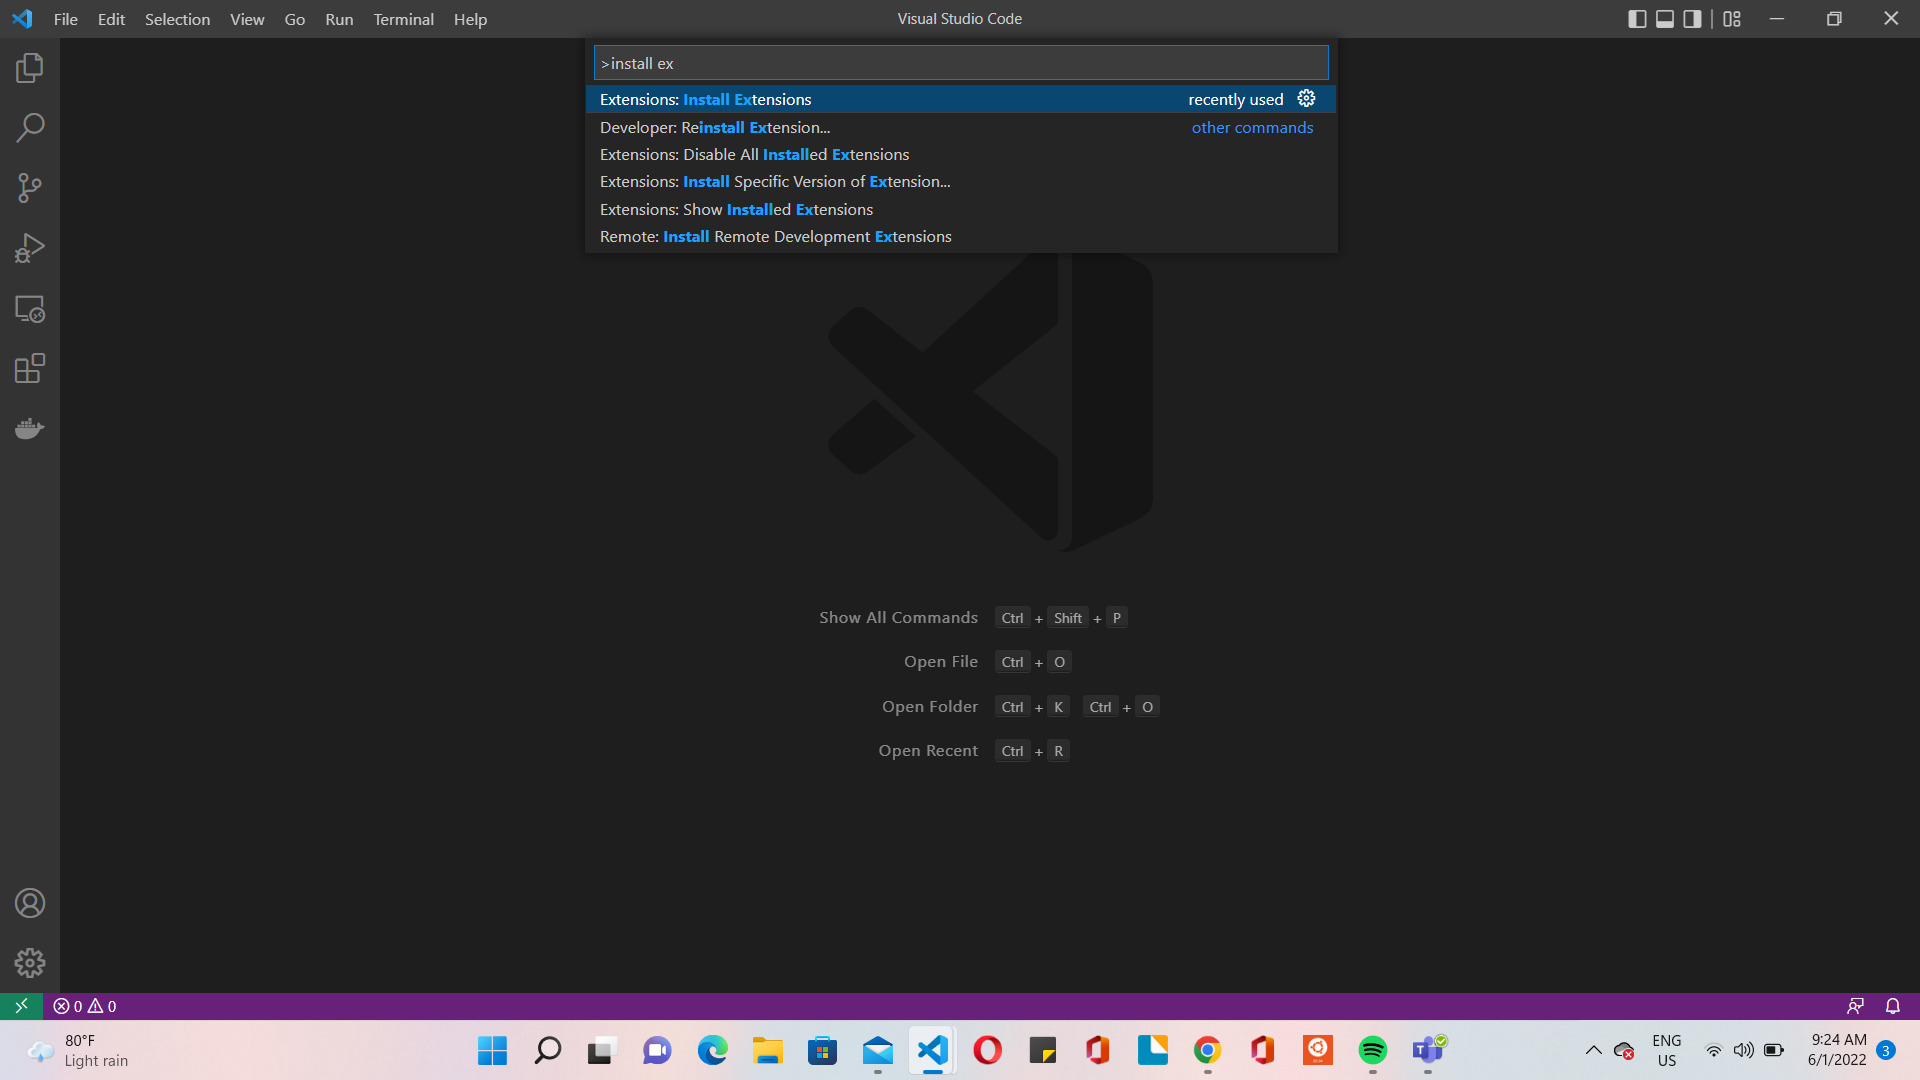 File Edit Selection View Go Run Terminal Help
Visual Studio Code
>install ex
Extensions: Install Extensions recently used
Developer: Reinstall Extension... other commands
Extensions: Disable All Installed Extensions
Extensions: Install Specific Version of Extension...
Extensions: Show Installed Extensions
Remote: Install Remote Development Extensions
Show All Commands Ctrl + Shift + P
Open File Ctrl + O
Open Folder Ctrl + K Ctrl + O
Open Recent Ctrl + R
0 0
80°F
Light rain
ENG
US
9:24 AM
6/1/2022
3